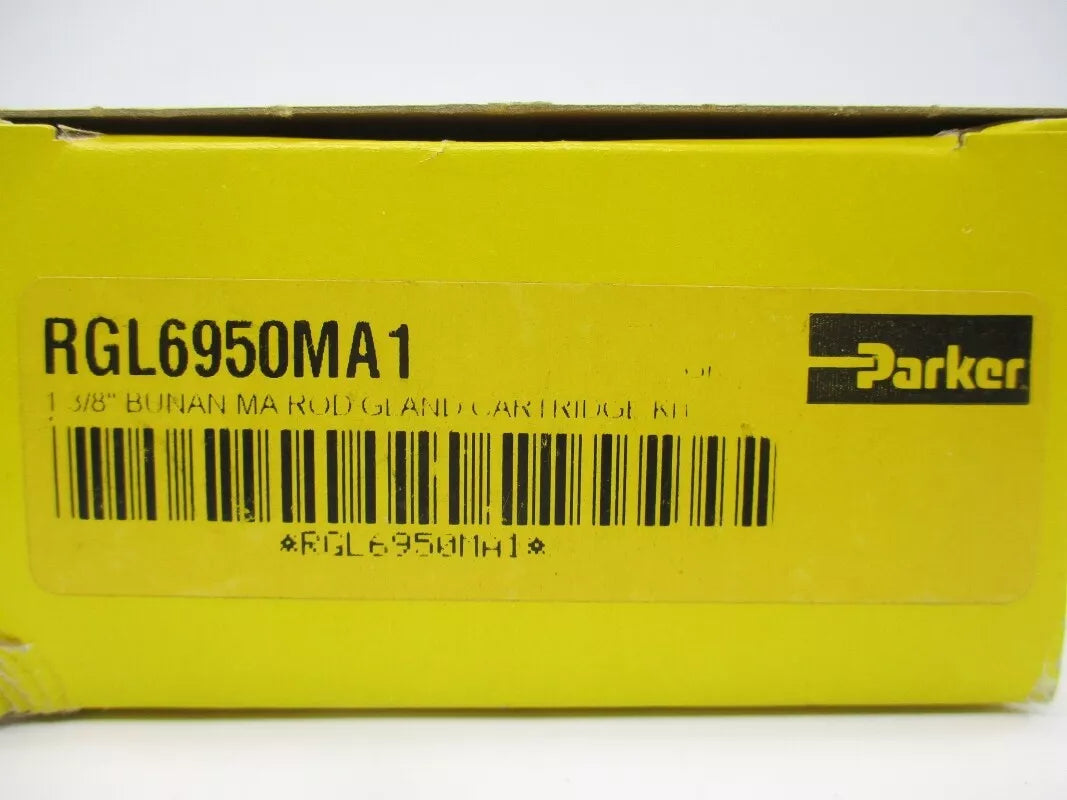 RGL6950MA1
Parker
1 3/8" BUNAN MA ROD GLAND CARTRIDGE KIT
*RGL6950MA1*